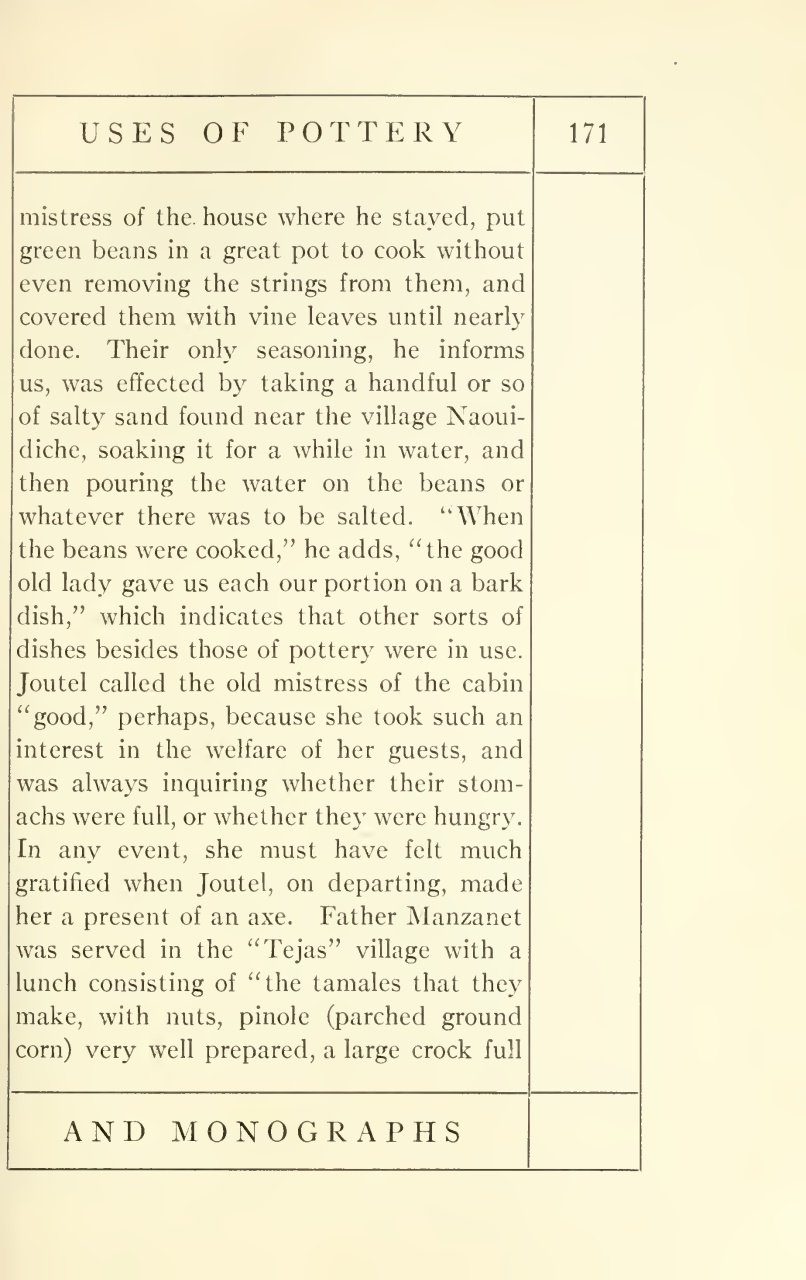 USES OF POTTERY 171
mistress of the house where he stayed, put
green beans in a great pot to cook without
even removing the strings from them, and
covered them with vine leaves until nearly
done. Their only seasoning, he informs
us, was effected by taking a handful or so
of salty sand found near the village Naoui-
diche, soaking it for a while in water, and
then pouring the water on the beans or
whatever there was to be salted. “When
the beans were cooked,” he adds, “the good
old lady gave us each our portion on a bark
dish,” which indicates that other sorts of
dishes besides those of pottery were in use.
Joutel called the old mistress of the cabin
“good,” perhaps, because she took such an
interest in the welfare of her guests, and
was always inquiring whether their stom-
achs were full, or whether they were hungry.
In any event, she must have felt much
gratified when Joutel, on departing, made
her a present of an axe. Father Manzanet
was served in the “Tejas” village with a
lunch consisting of “the tamales that they
make, with nuts, pinole (parched ground
corn) very well prepared, a large crock full
AND MONOGRAPHS